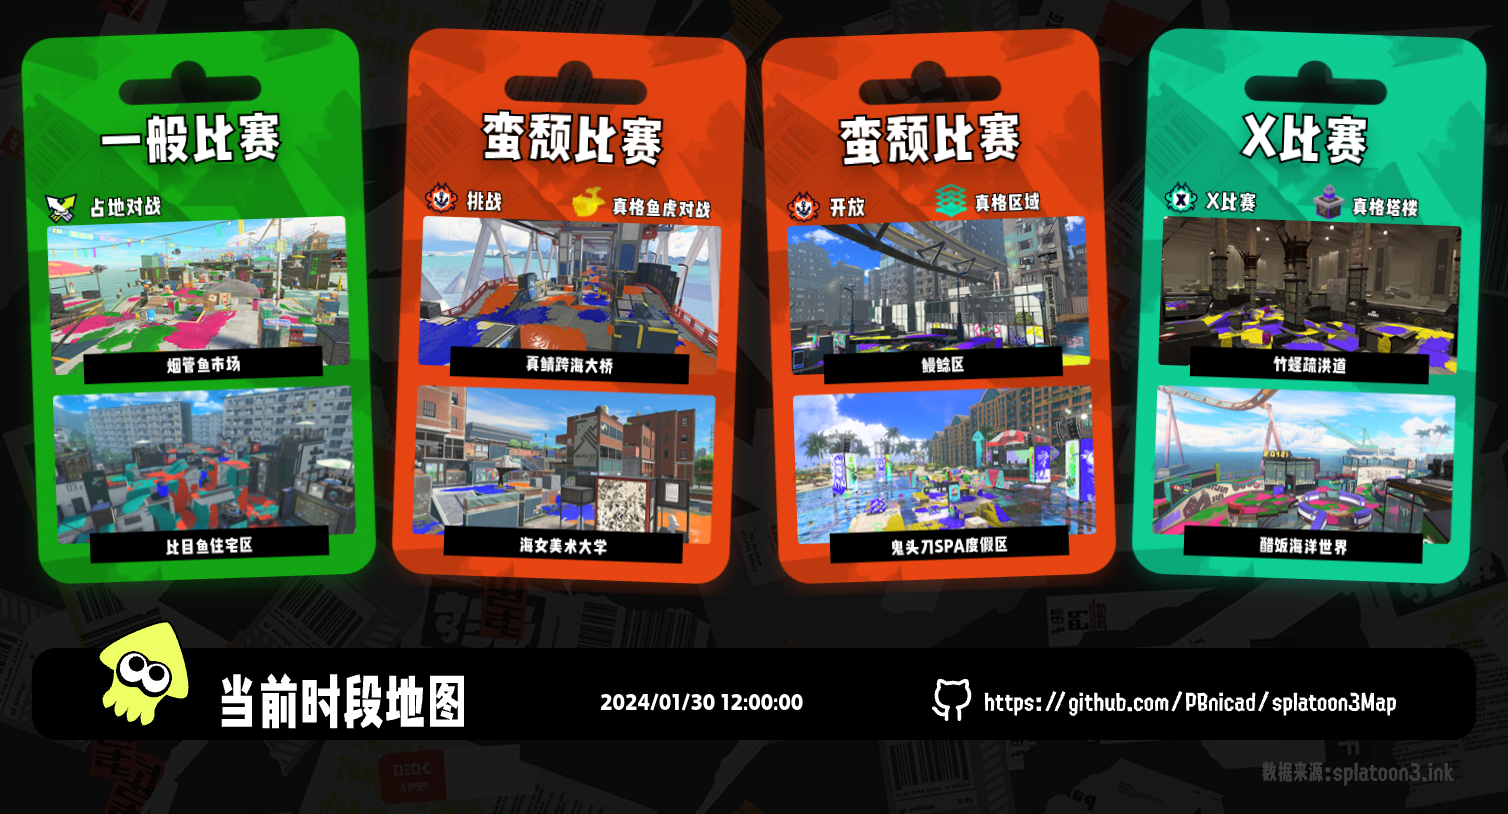 一般比赛
占地对战
烟管鱼市场
比目鱼住宅区
蛮颓比赛
挑战
真格鱼虎对战
真鲭跨海大桥
海女美术大学
蛮颓比赛
开放
真格区域
鳗鲶区
鬼头刀SPA度假区
X比赛
X比赛
真格塔楼
竹蛏疏洪道
醋饭海洋世界
当前时段地图
2024/01/30 12:00:00
https://github.com/PBnicad/splatoon3Map
数据来源:splatoon3.ink